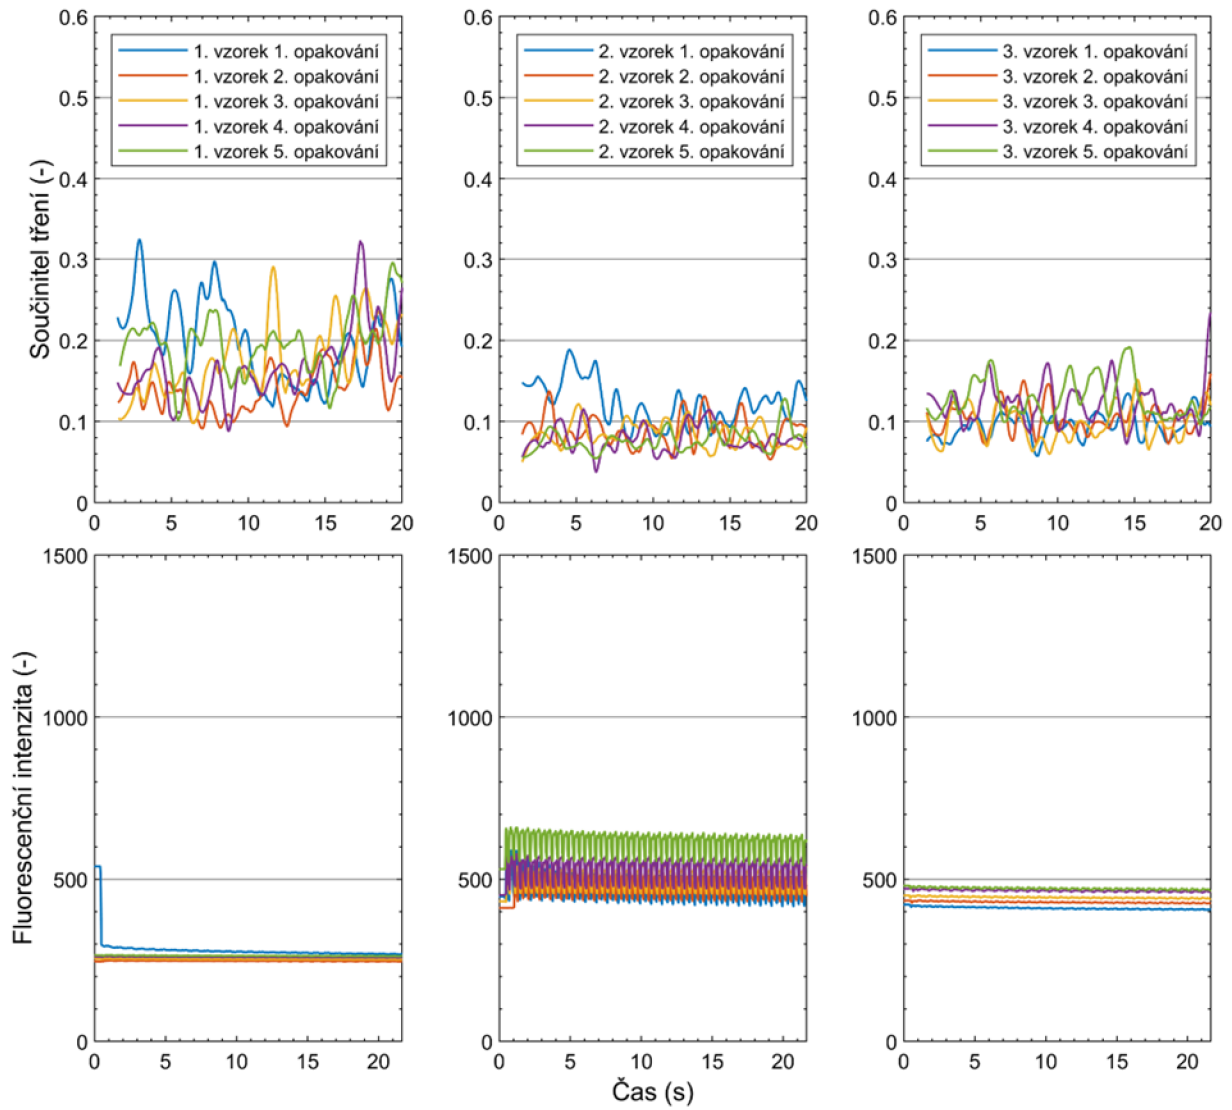 Součinitel tření (-)
0.6
0.5
0.4
0.3
0.2
0.1
0
1. vzorek 1. opakování
1. vzorek 2. opakování
1. vzorek 3. opakování
1. vzorek 4. opakování
1. vzorek 5. opakování
0 5 10 15 20
0.6
0.5
0.4
0.3
0.2
0.1
0
2. vzorek 1. opakování
2. vzorek 2. opakování
2. vzorek 3. opakování
2. vzorek 4. opakování
2. vzorek 5. opakování
0 5 10 15 20
0.6
0.5
0.4
0.3
0.2
0.1
0
3. vzorek 1. opakování
3. vzorek 2. opakování
3. vzorek 3. opakování
3. vzorek 4. opakování
3. vzorek 5. opakování
0 5 10 15 20
Fluorescenční intenzita (-)
1500
1000
500
0
0 5 10 15 20
1500
1000
500
0
0 5 10 15 20
1500
1000
500
0
0 5 10 15 20
Čas (s)